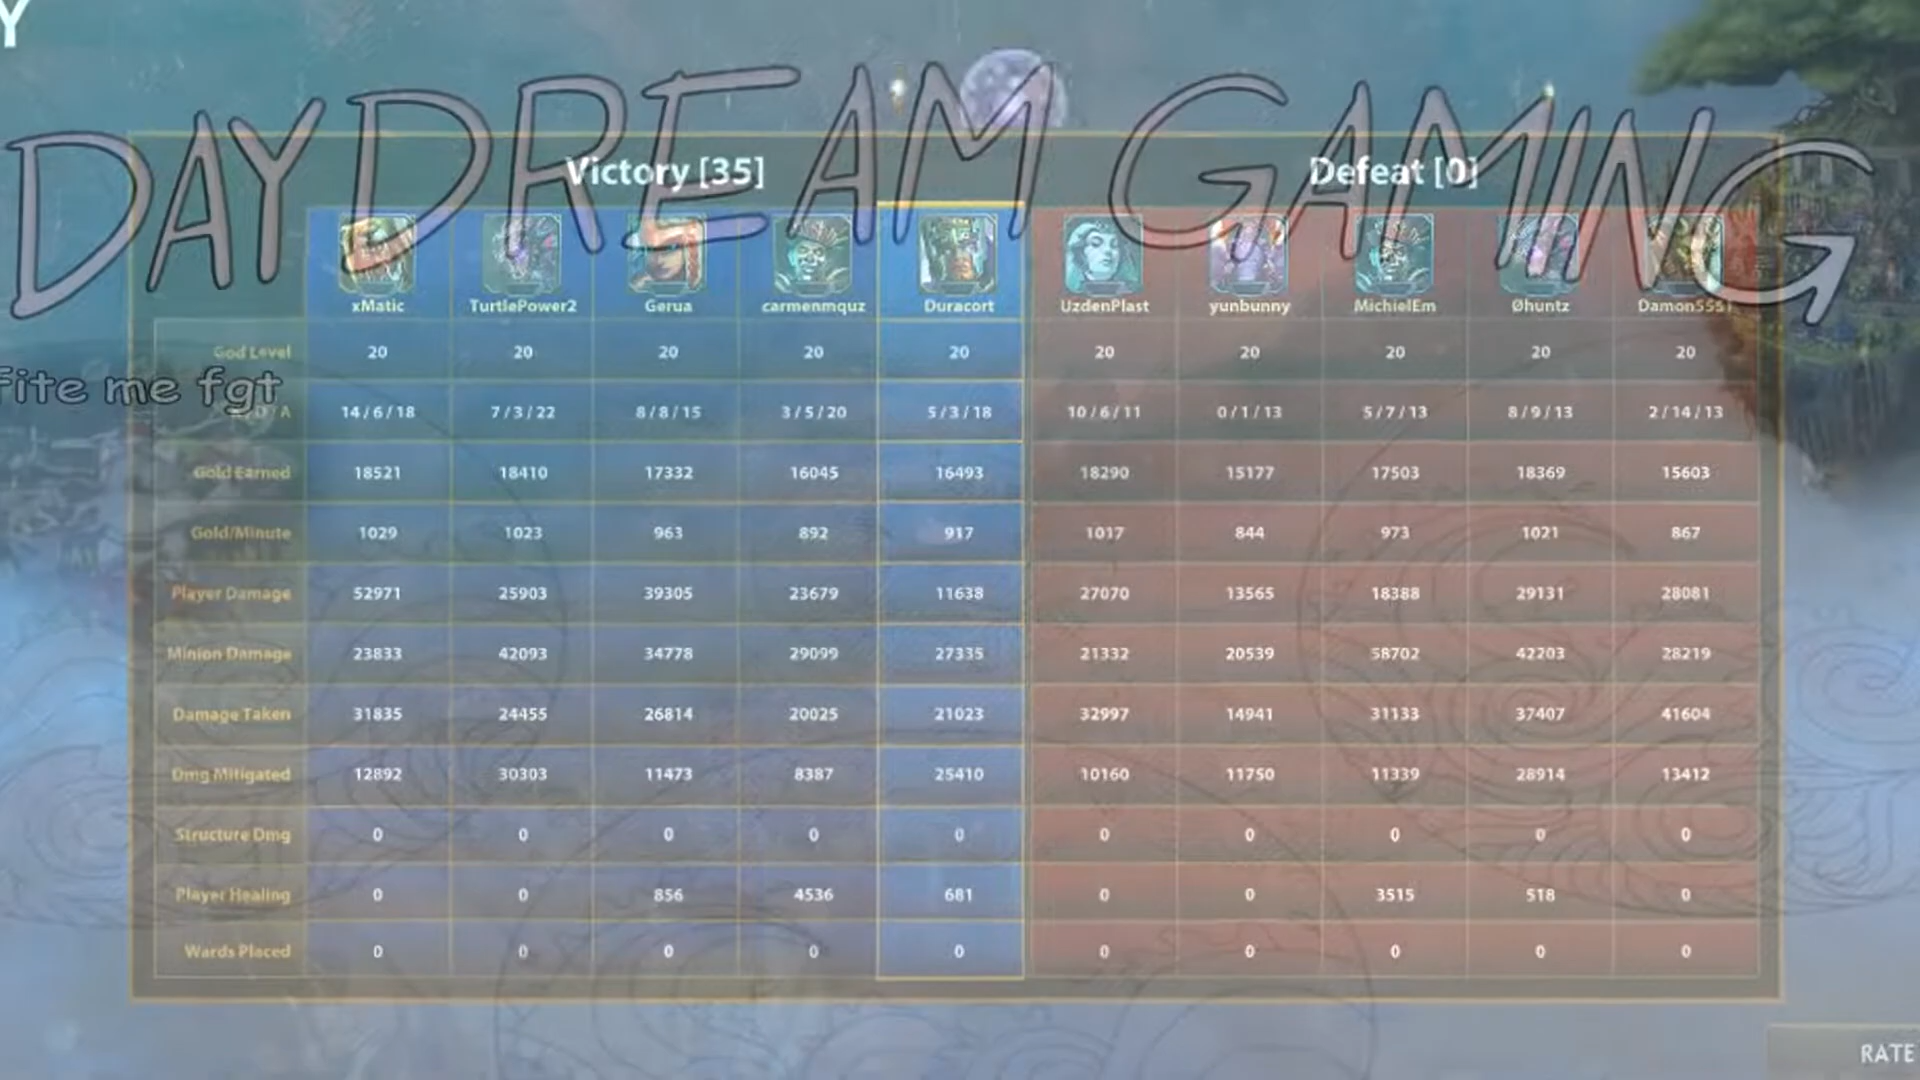 Y
DAYDREAM GAMING
Victory [35] Defeat [0]
xMatic TurtlePower2 Gerua carmenmquz Duracort UzdenPlast yunbunny MichielEm Øhuntz Damon5551
God Level 20 20 20 20 20 20 20 20 20 20
fite me fgt
A 14/6/18 7/3/22 8/8/15 3/5/20 5/3/18 10/6/11 0/1/13 5/7/13 8/9/13 2/14/13
Gold Earned 18521 18410 17332 16045 16493 18290 15177 17503 18369 15603
Gold/Minute 1029 1023 963 892 917 1017 844 973 1021 867
Player Damage 52971 25903 39305 23679 11638 27070 13565 18388 29131 28081
Minion Damage 23833 42093 34778 29099 27335 21332 20539 58702 42203 28219
Damage Taken 31835 24455 26814 20025 21023 32997 14941 31133 37407 41604
Dmg Mitigated 12892 30303 11473 8387 25410 10160 11750 11339 28914 13412
Structure Dmg 0 0 0 0 0 0 0 0 0 0
Player Healing 0 0 856 4536 681 0 0 3515 518 0
Wards Placed 0 0 0 0 0 0 0 0 0 0
RATE